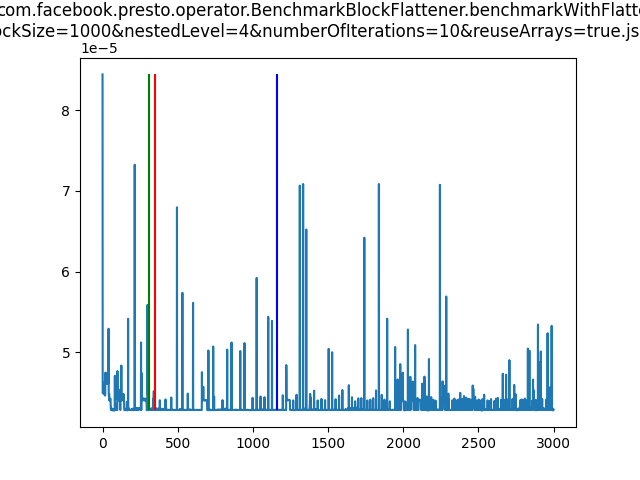 com.facebook.presto.operator.BenchmarkBlockFlattener.benchmarkWithFlatte
ockSize=1000&nestedLevel=4&numberOfIterations=10&reuseArrays=true.js
1e−5
8
7
6
5
0 500 1000 1500 2000 2500 3000